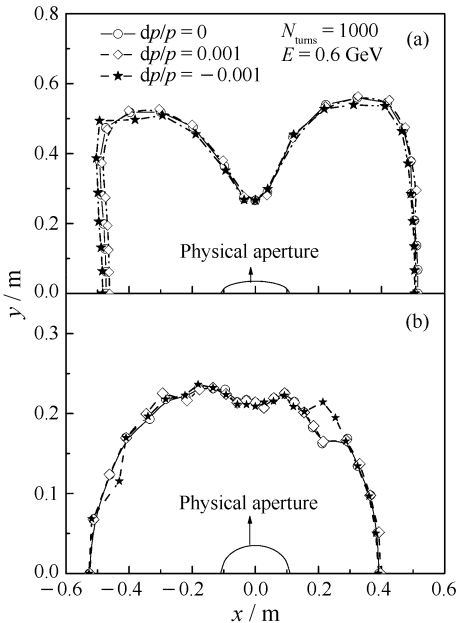 dp/p = 0
dp/p = 0.001
dp/p = −0.001
N_turns = 1000
E = 0.6 GeV
(a)
0.8
0.6
0.4
0.2
0.0
Physical aperture
y / m
(b)
0.3
0.2
0.1
0.0
Physical aperture
−0.6 −0.4 −0.2 0.0 0.2 0.4 0.6
x / m